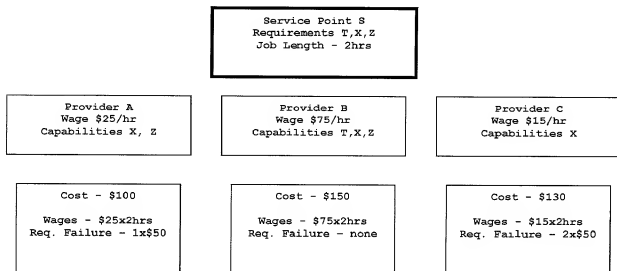 Service Point S
Requirements T,X,Z
Job Length - 2hrs
Provider A
Wage $25/hr
Capabilities X, Z
Provider B
Wage $75/hr
Capabilities T,X,Z
Provider C
Wage $15/hr
Capabilities X
Cost - $100
Wages - $25x2hrs
Req. Failure - 1x$50
Cost - $150
Wages - $75x2hrs
Req. Failure - none
Cost - $130
Wages - $15x2hrs
Req. Failure - 2x$50